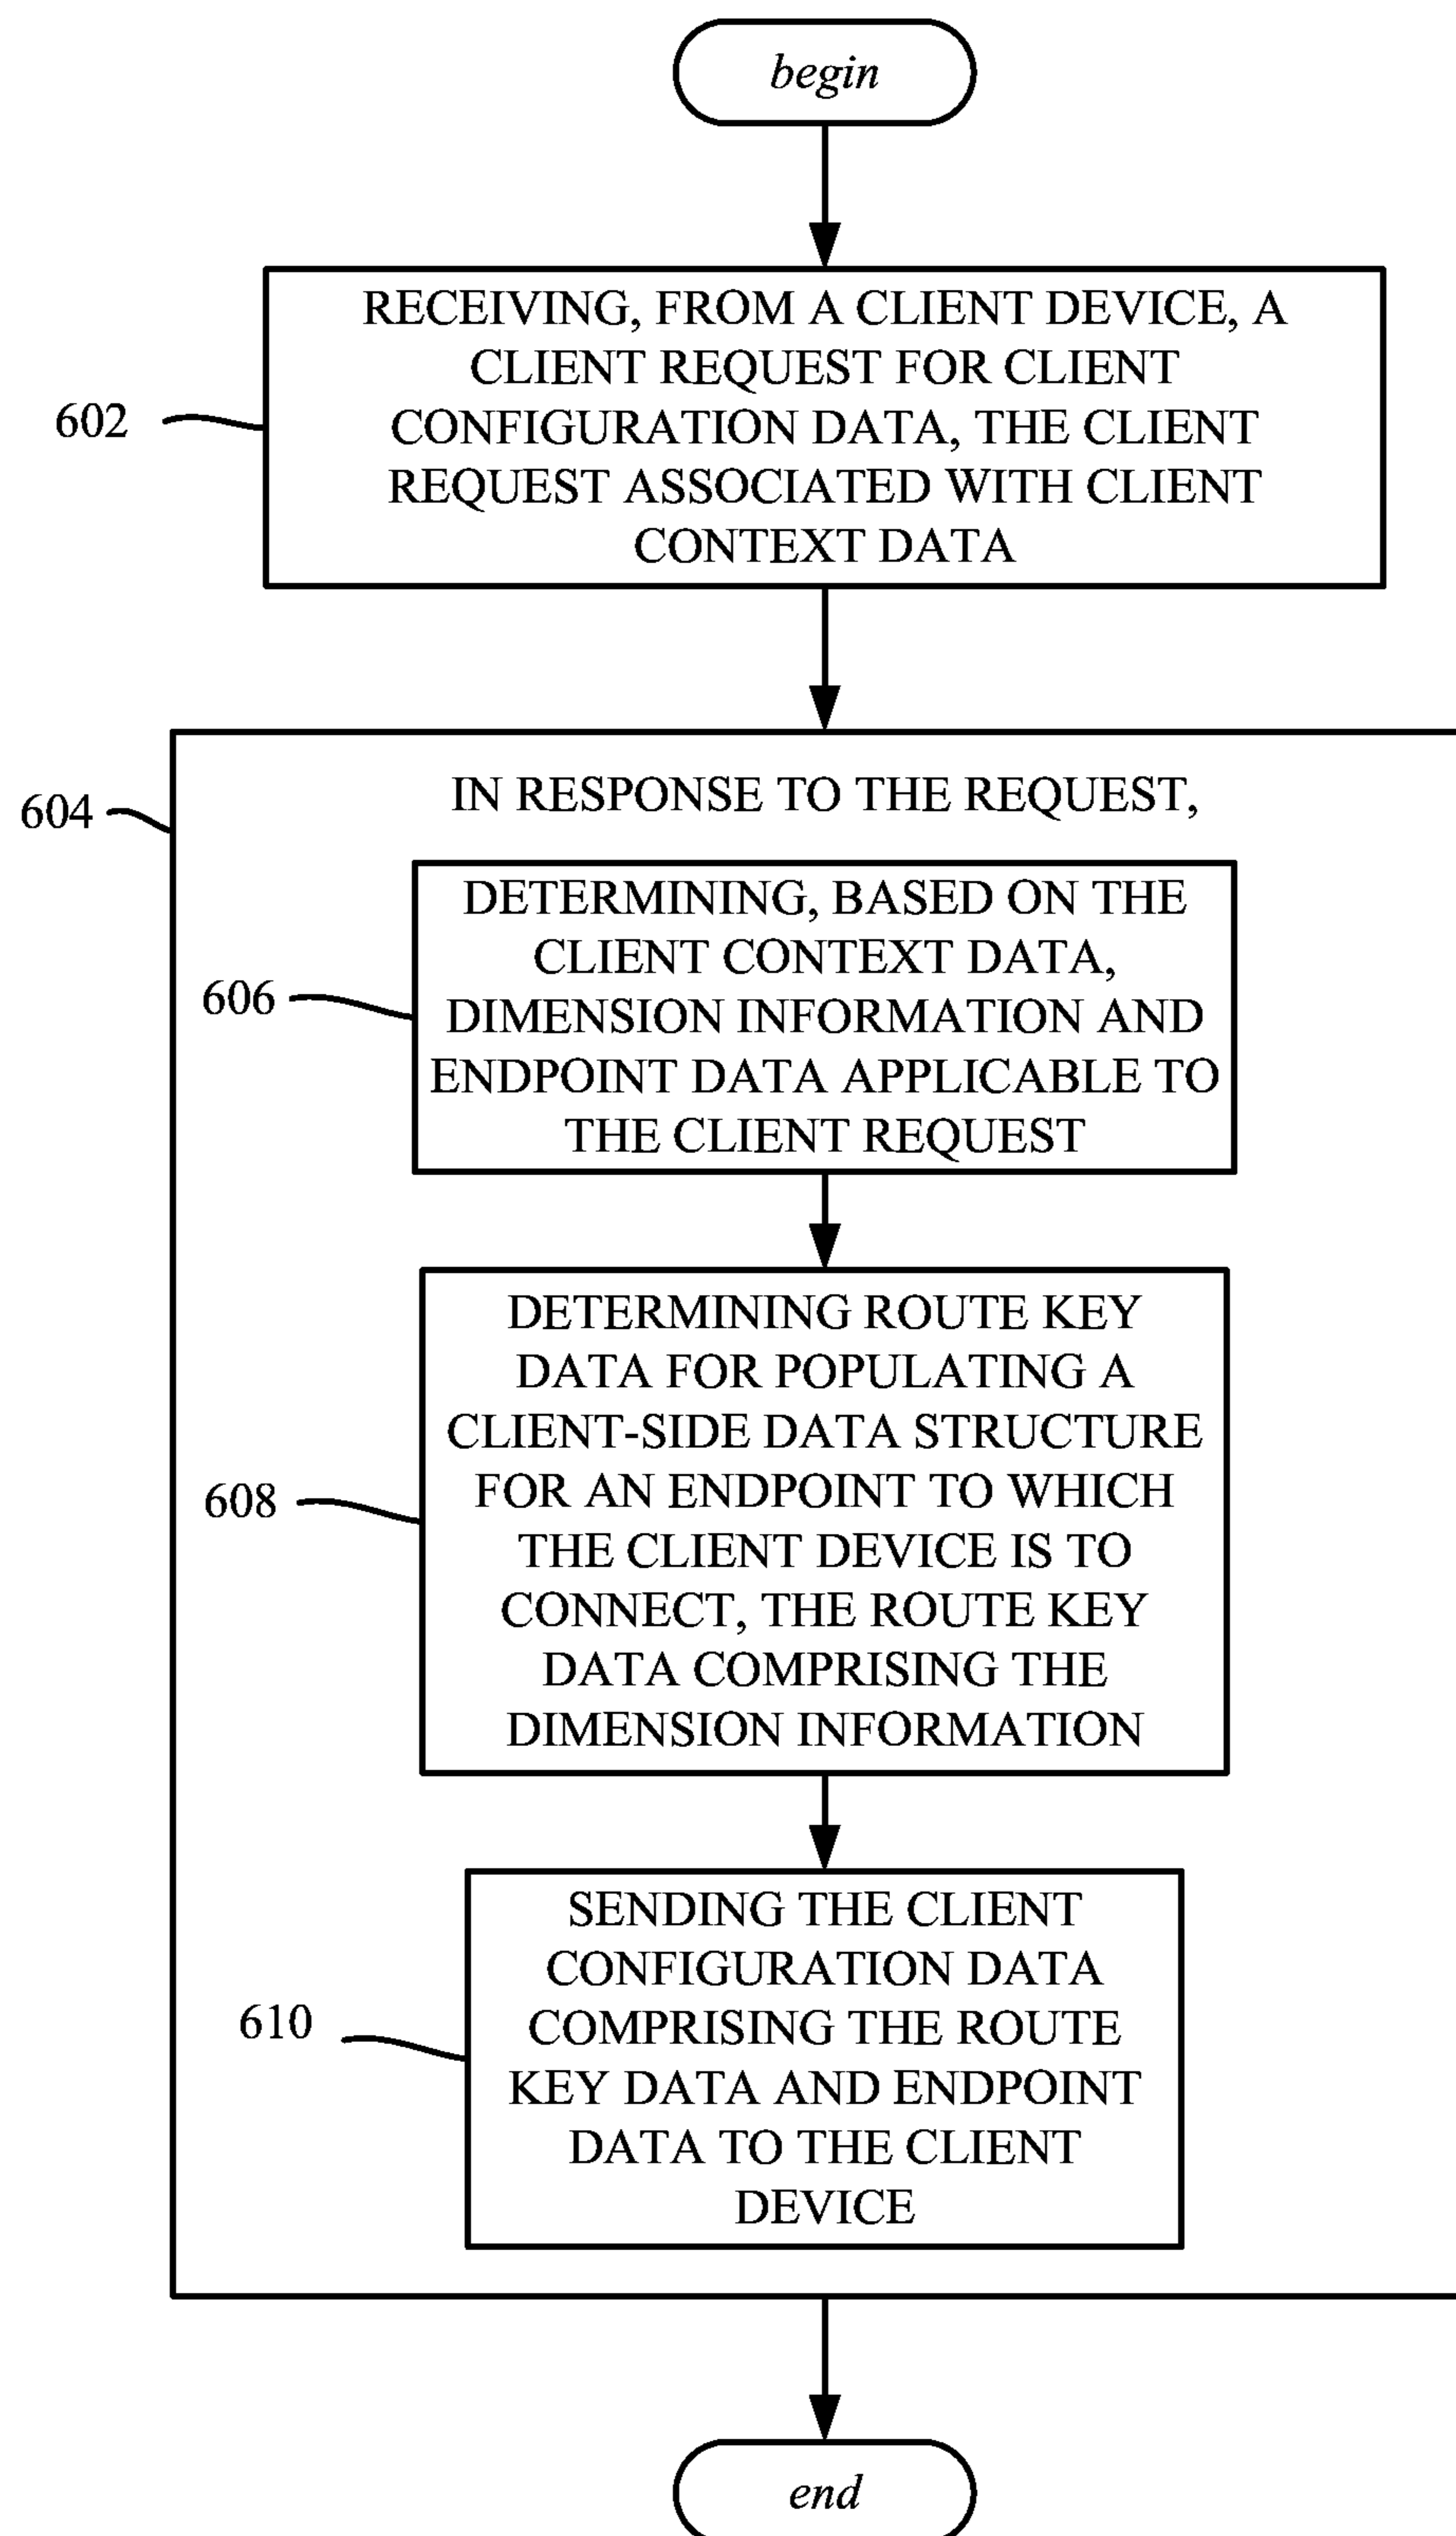 begin
RECEIVING, FROM A CLIENT DEVICE, A
CLIENT REQUEST FOR CLIENT
CONFIGURATION DATA, THE CLIENT
REQUEST ASSOCIATED WITH CLIENT
CONTEXT DATA
602
IN RESPONSE TO THE REQUEST,
604
DETERMINING, BASED ON THE
CLIENT CONTEXT DATA,
DIMENSION INFORMATION AND
ENDPOINT DATA APPLICABLE TO
THE CLIENT REQUEST
606
DETERMINING ROUTE KEY
DATA FOR POPULATING A
CLIENT-SIDE DATA STRUCTURE
FOR AN ENDPOINT TO WHICH
THE CLIENT DEVICE IS TO
CONNECT, THE ROUTE KEY
DATA COMPRISING THE
DIMENSION INFORMATION
608
SENDING THE CLIENT
CONFIGURATION DATA
COMPRISING THE ROUTE
KEY DATA AND ENDPOINT
DATA TO THE CLIENT
DEVICE
610
end